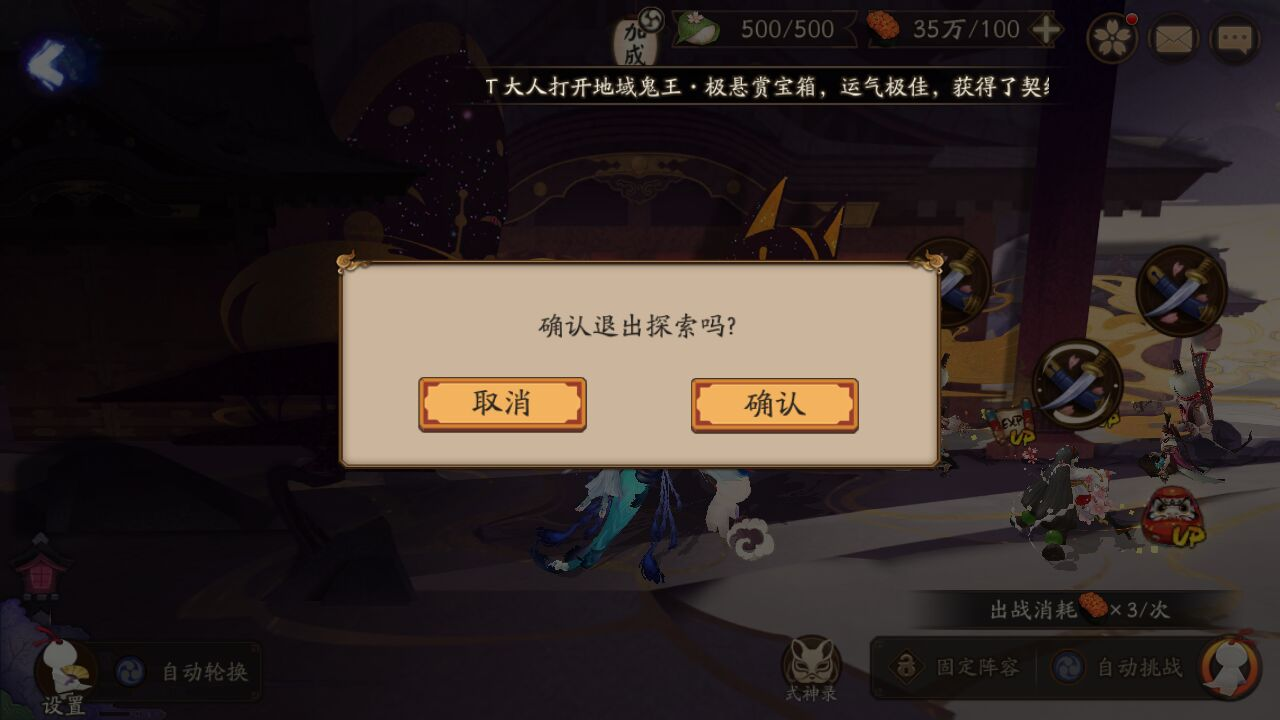 加成
500/500
35万/100
T大人打开地域鬼王·极悬赏宝箱，运气极佳，获得了契
确认退出探索吗?
取消
确认
EXP
UP
UP
UP
出战消耗×3/次
自动轮换
设置
式神录
固定阵容
自动挑战